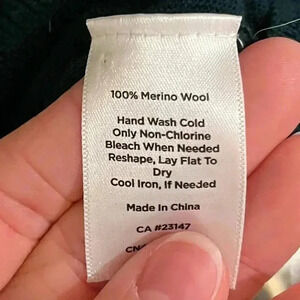 100% Merino Wool
Hand Wash Cold
Only Non-Chlorine
Bleach When Needed
Reshape, Lay Flat To
Dry
Cool Iron, If Needed
Made In China
CA #23147